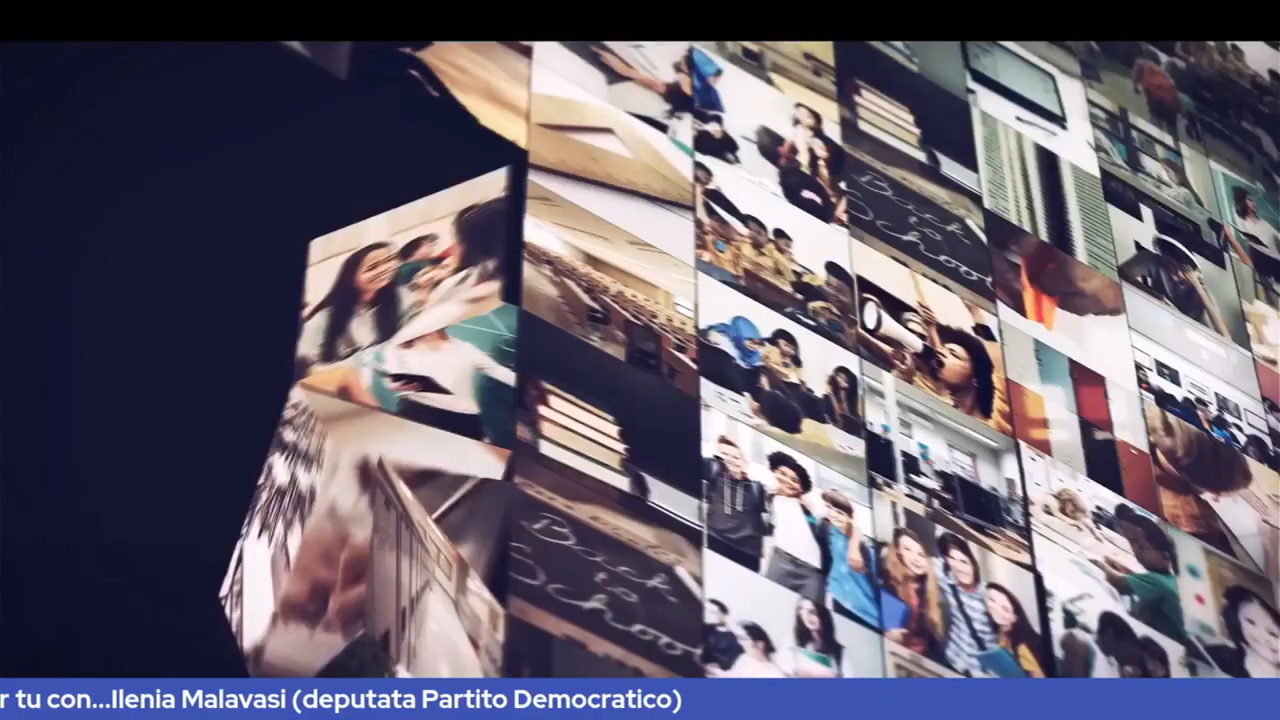 Back
to
School
Back
to
School
r tu con...Ilenia Malavasi (deputata Partito Democratico)